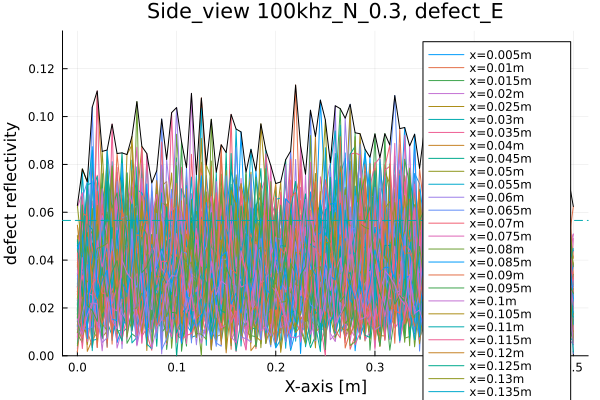 Side_view 100khz_N_0.3, defect_E
defect reflectivity
0.12
0.10
0.08
0.06
0.04
0.02
0.00
0.0
0.1
0.2
0.3
.5
X-axis [m]
x=0.005m
x=0.01m
x=0.015m
x=0.02m
x=0.025m
x=0.03m
x=0.035m
x=0.04m
x=0.045m
x=0.05m
x=0.055m
x=0.06m
x=0.065m
x=0.07m
x=0.075m
x=0.08m
x=0.085m
x=0.09m
x=0.095m
x=0.1m
x=0.105m
x=0.11m
x=0.115m
x=0.12m
x=0.125m
x=0.13m
x=0.135m